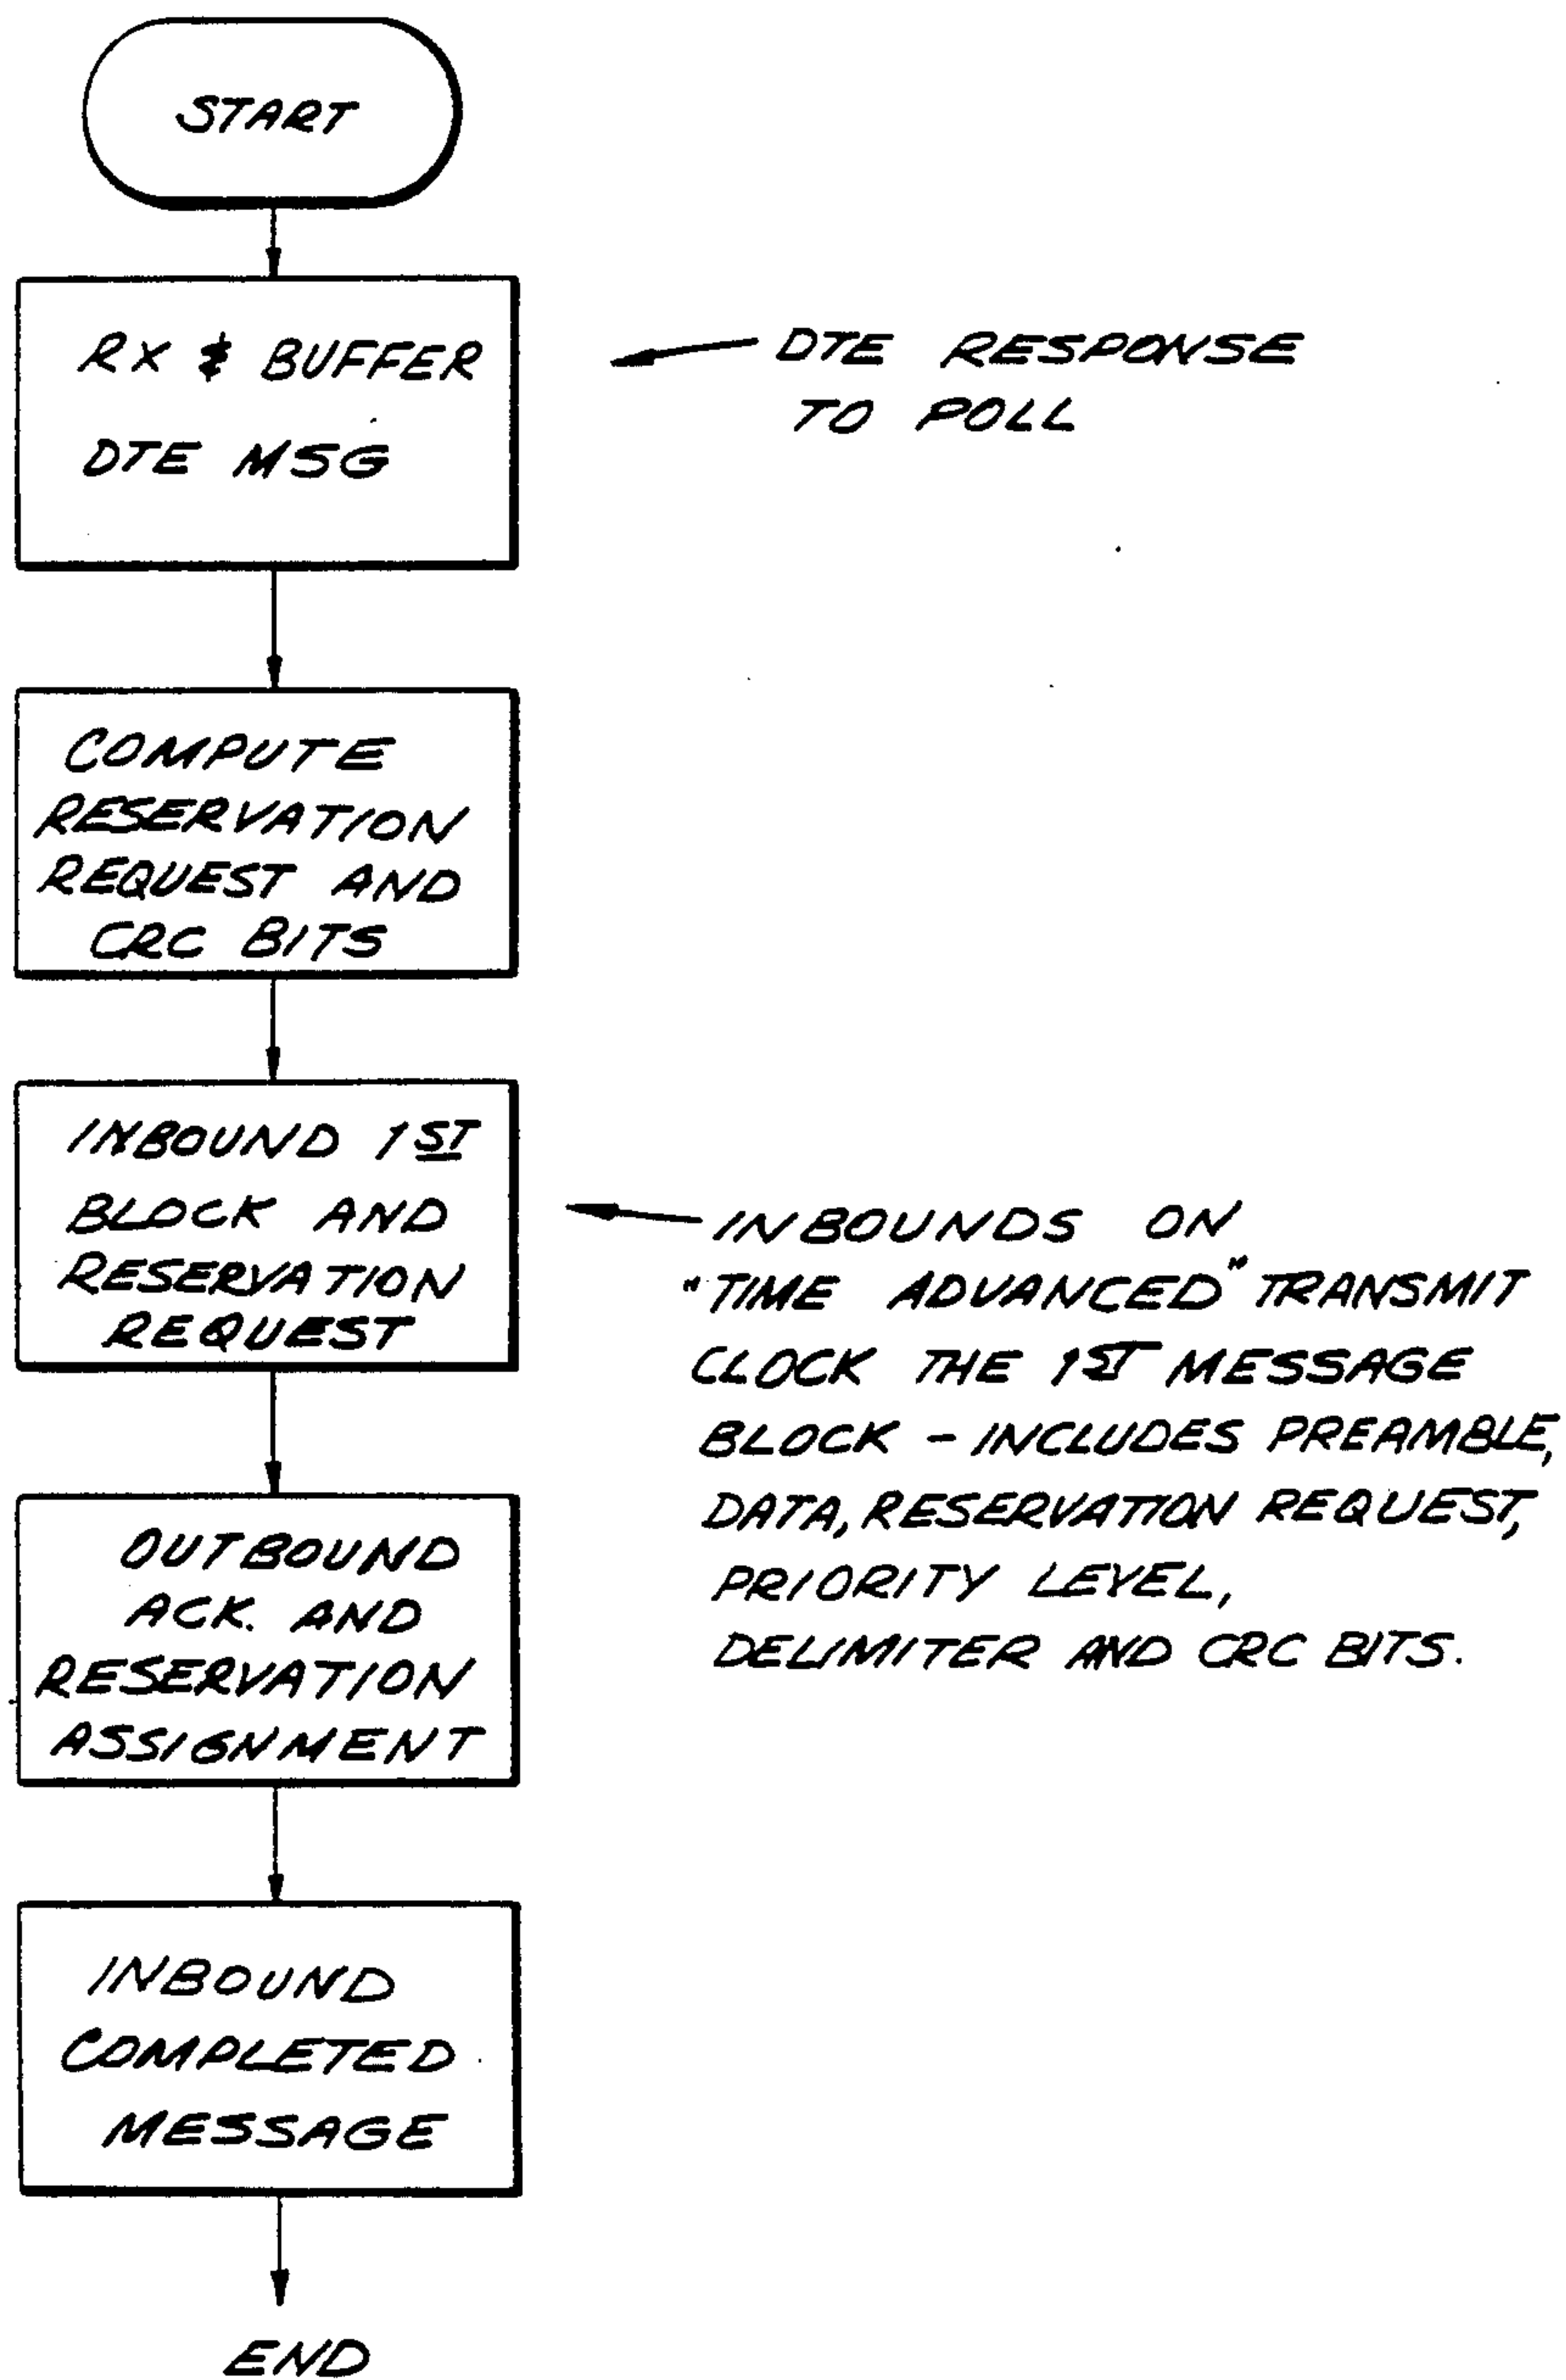 START
RX & BUFFER
DTE MSG
DTE RESPONSE
TO POLL
COMPUTE
RESERVATION
REQUEST AND
CRC BITS
INBOUND 1ST
BLOCK AND
RESERVATION
REQUEST
INBOUNDS ON
"TIME ADVANCED" TRANSMIT
CLOCK THE 1ST MESSAGE
BLOCK - INCLUDES PREAMBLE,
DATA, RESERVATION REQUEST,
PRIORITY LEVEL,
DELIMITER AND CRC BITS.
OUTBOUND
ACK. AND
RESERVATION
ASSIGNMENT
INBOUND
COMPLETED
MESSAGE
END